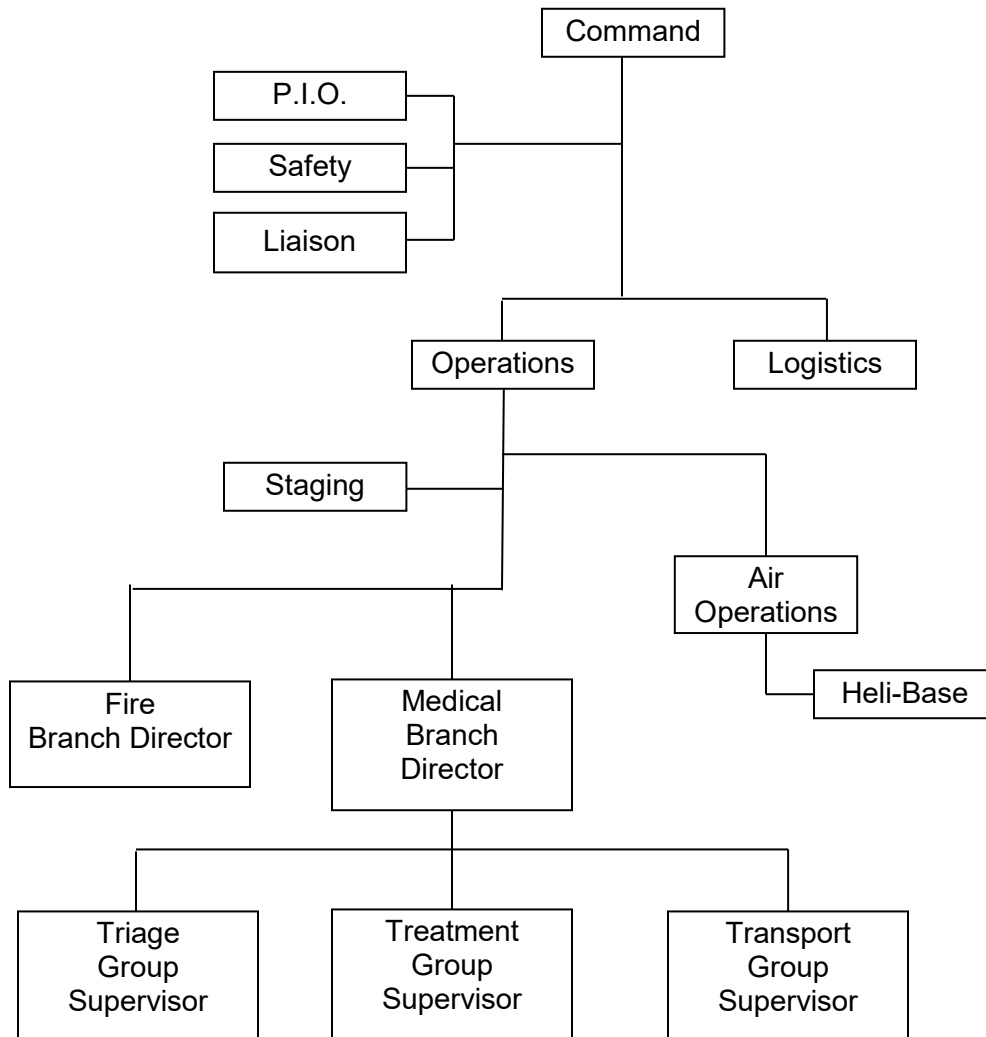 Command
P.I.O.
Safety
Liaison
Operations
Logistics
Staging
Air
Operations
Heli-Base
Fire
Branch Director
Medical
Branch
Director
Triage
Group
Supervisor
Treatment
Group
Supervisor
Transport
Group
Supervisor